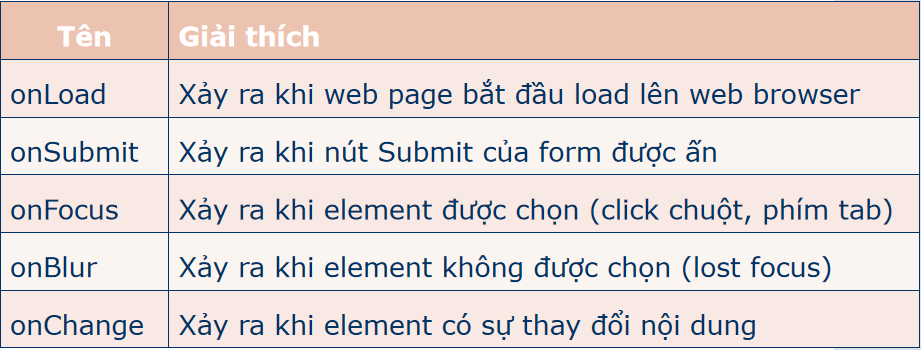 Tên Giải thích
onLoad Xảy ra khi web page bắt đầu load lên web browser
onSubmit Xảy ra khi nút Submit của form được ấn
onFocus Xảy ra khi element được chọn (click chuột, phím tab)
onBlur Xảy ra khi element không được chọn (lost focus)
onChange Xảy ra khi element có sự thay đổi nội dung